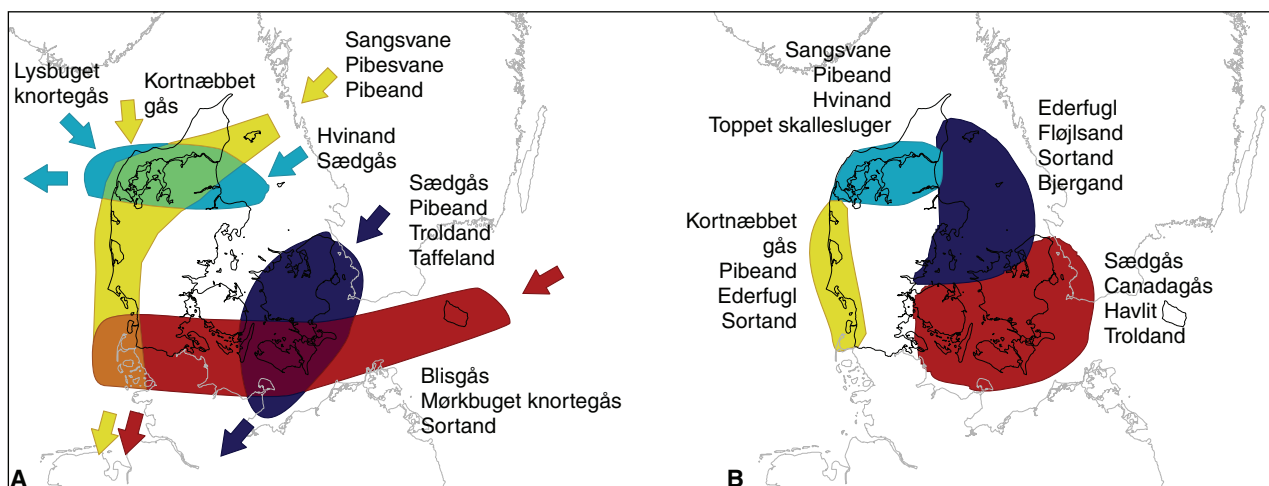 Lysbuget
knortegås
Kortnæbbet
gås
Sangsvane
Pibesvane
Pibeand
Hvinand
Sædgås
Sædgås
Pibeand
Troldand
Taffeland
Blisgås
Mørkbuget knortegås
Sortand
A
Sangsvane
Pibeand
Hvinand
Toppet skallesluger
Ederfugl
Fløjlsand
Sortand
Bjergand
Kortnæbbet
gås
Pibeand
Ederfugl
Sortand
Sædgås
Canadagås
Havlit
Troldand
B